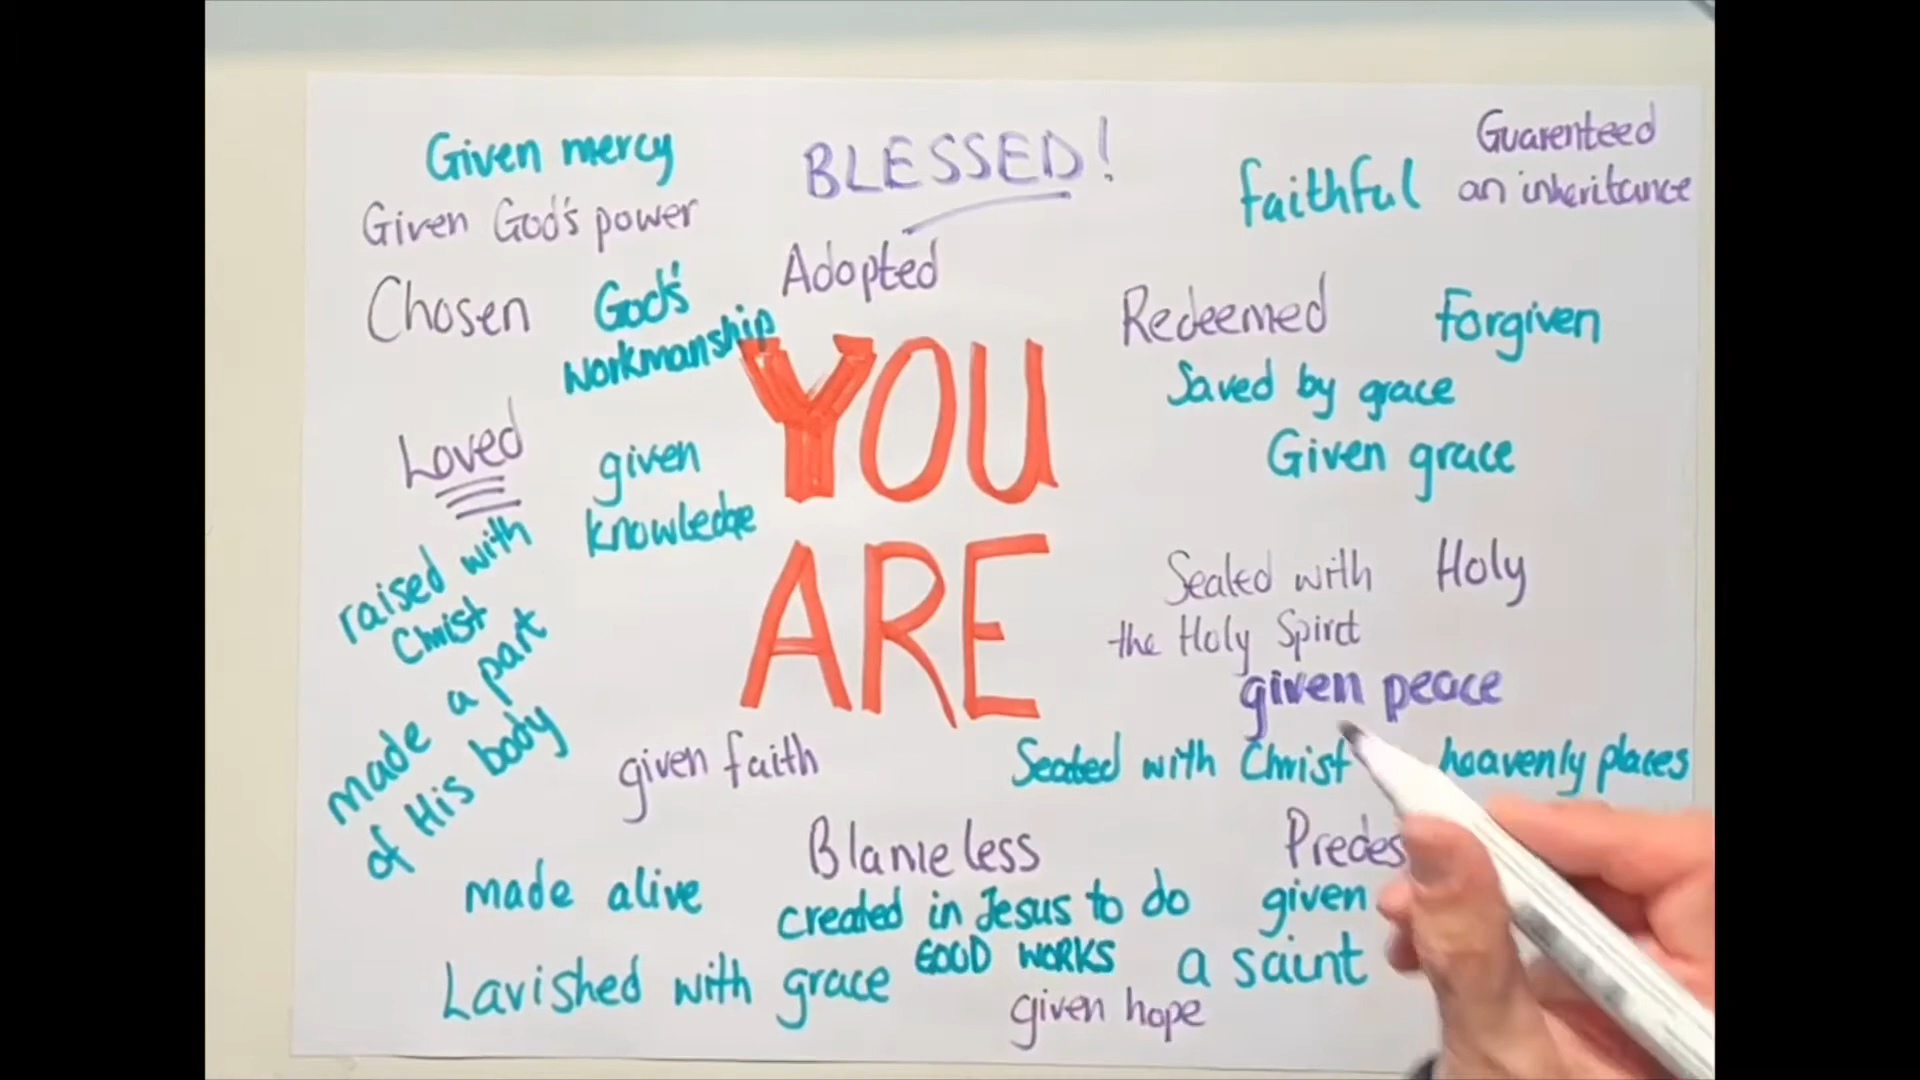 Given mercy
Given God's power
Chosen
God's
workmanship
BLESSED!
Adopted
faithful
Guarenteed
an inheritance
Redeemed
Forgiven
Saved by grace
Given grace
Loved
given
knowledge
YOU
ARE
raised with
Christ
made a part
of His body
Sealed with
the Holy Spirit
Holy
given peace
given faith
Seated with Christ
heavenly places
Blameless
Predes
made alive
created in Jesus to do
GOOD WORKS
given
a saint
Lavished with grace
given hope